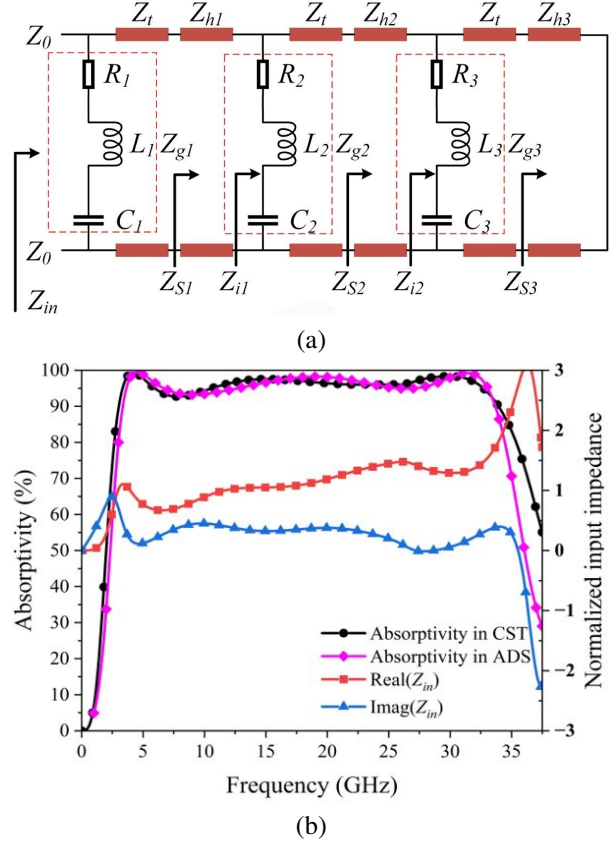 Z0 Zt Zh1 Zt Zh2 Zt Zh3
R1 R2 R3
L1 Zg1 L2 Zg2 L3 Zg3
C1 C2 C3
Z0 ZS1 Zi1 ZS2 Zi2 ZS3
Zin
(a)
100 90 80 70 60 50 40 30 20 10 0
Absorptivity (%)
Absorptivity in CST
Absorptivity in ADS
Real(Zin)
Imag(Zin)
3 2 1 0 −1 −2 −3
Normalized input impedance
0 5 10 15 20 25 30 35
Frequency (GHz)
(b)